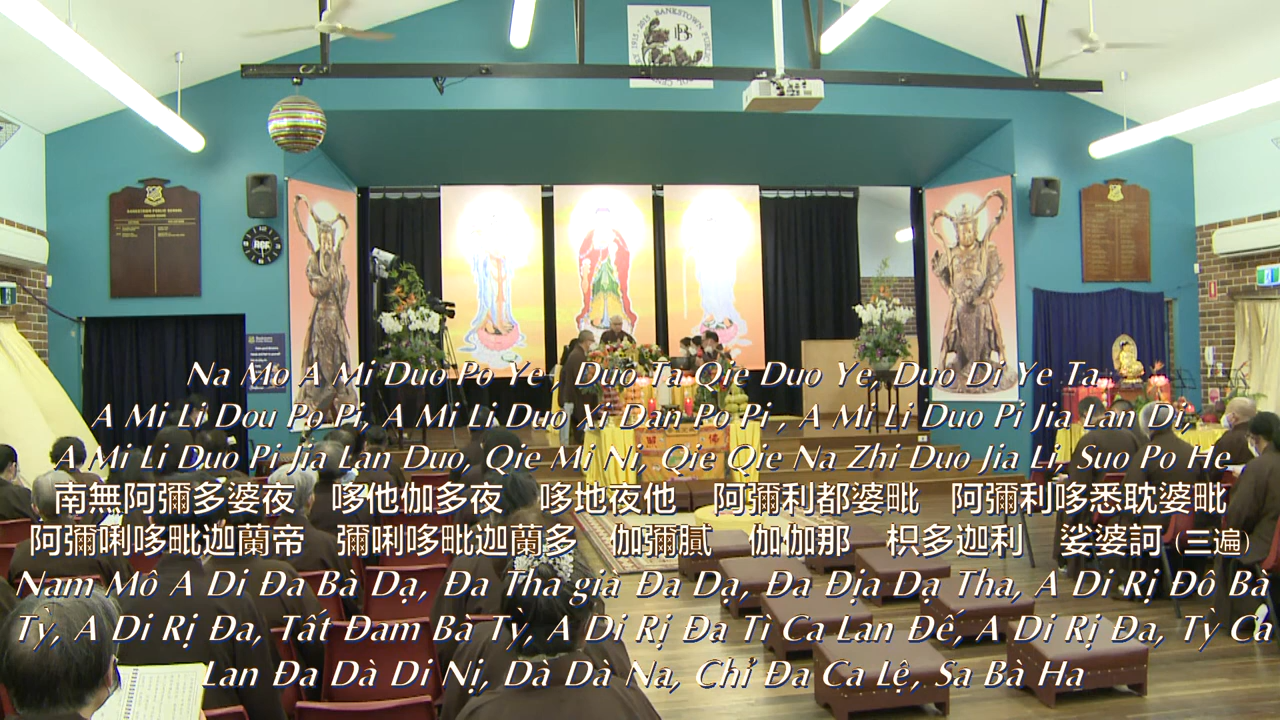 1915 - 2015 BANKSTOWN PUBLIC
BPS
BANKSTOWN PUBLIC SCHOOL
Na Mo A Mi Duo Po Ye , Duo Ta Qie Duo Ye, Duo Di Ye Ta,
A Mi Li Dou Po Pi, A Mi Li Duo Xi Dan Po Pi , A Mi Li Duo Pi Jia Lan Di,
A Mi Li Duo Pi Jia Lan Duo, Qie Mi Ni, Qie Qie Na Zhi Duo Jia Li, Suo Po He
南無阿彌多婆夜 哆他伽多夜 哆地夜他 阿彌利都婆毗 阿彌利哆悉耽婆毗
阿彌唎哆毗迦蘭帝 彌唎哆毗迦蘭多 伽彌膩 伽伽那 枳多迦利 娑婆訶 (三遍)
Nam Mô A Di Đa Bà Dạ, Đa Tha già Đa Dạ, Đa Địa Dạ Tha, A Di Rị Đô Bà
Tỳ, A Di Rị Đa, Tất Đam Bà Tỳ, A Di Rị Đa Tì Ca Lan Đế, A Di Rị Đa, Tỳ Ca
Lan Đa Dà Di Nị, Dà Dà Na, Chỉ Đa Ca Lệ, Sa Bà Ha